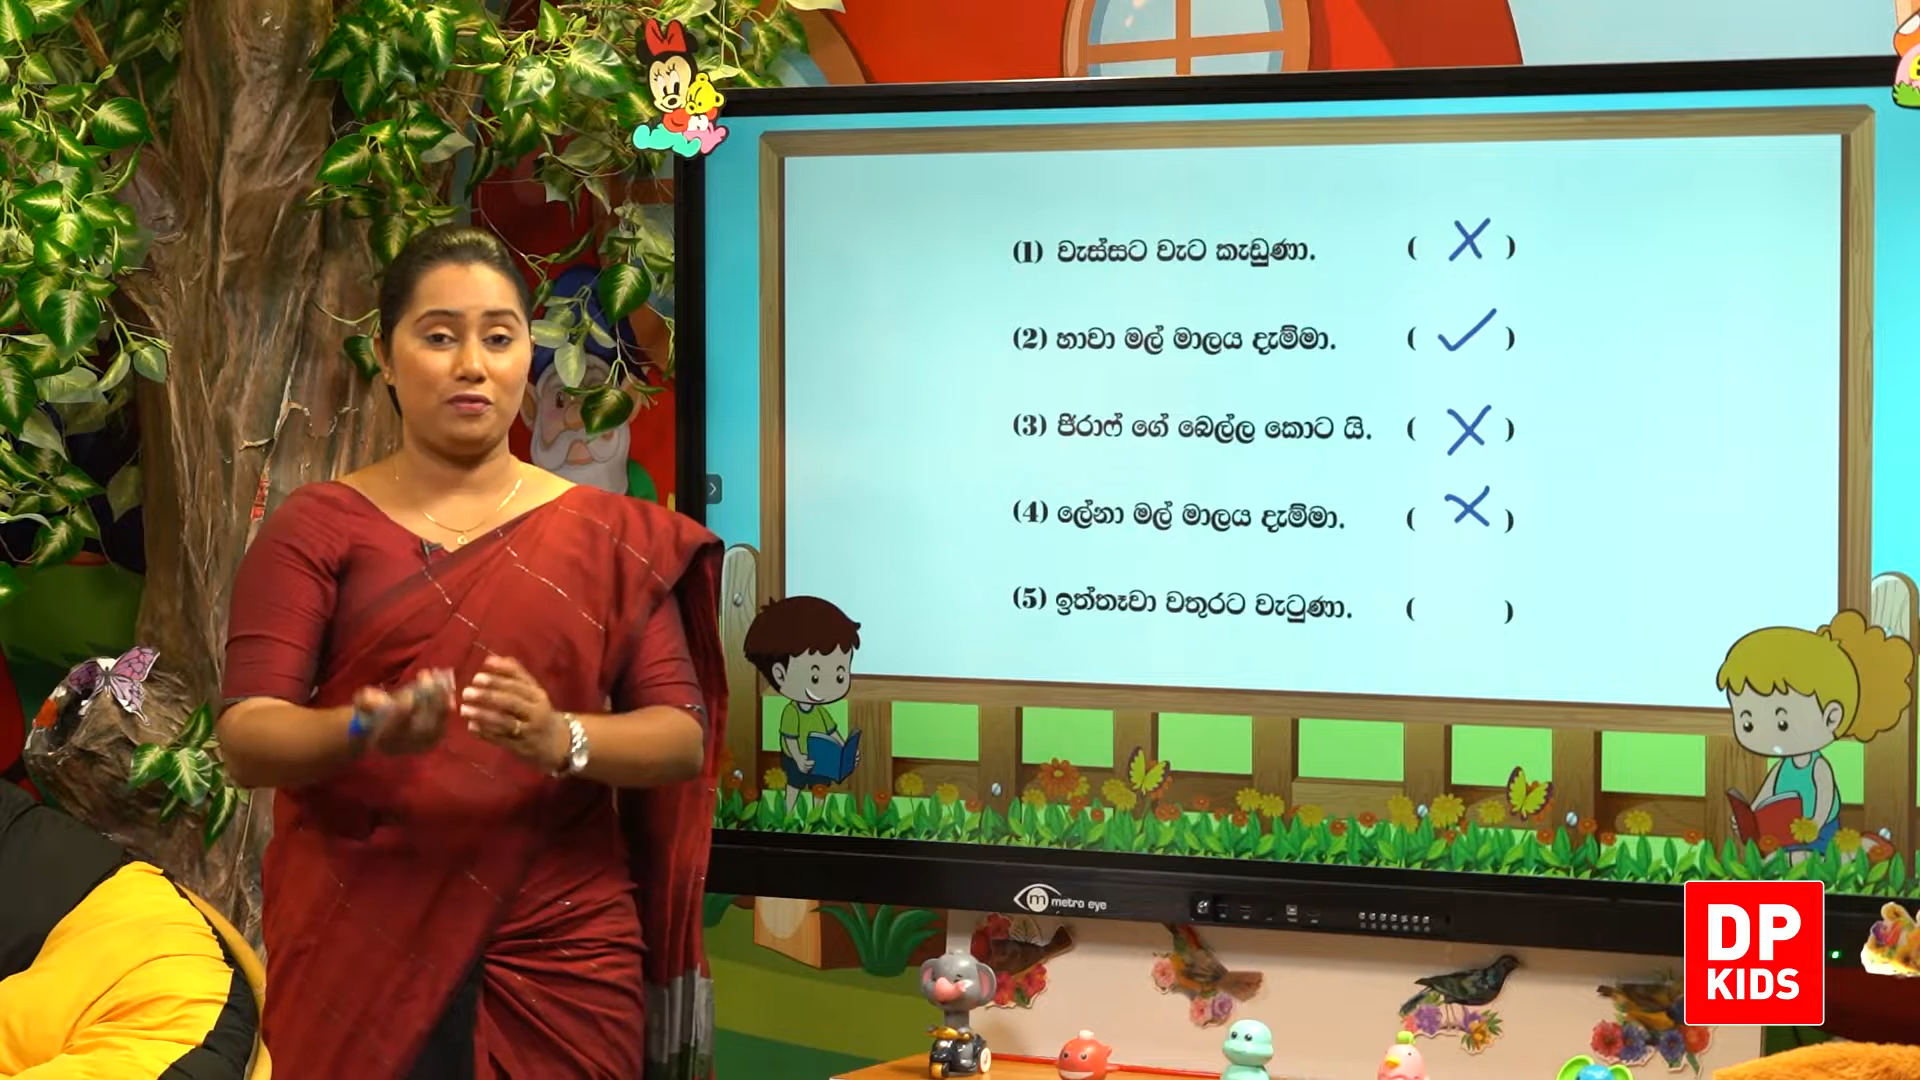 (1) වැස්සට වැට කැඩුණා. ( X )
(2) හාවා මල් මාලය දැම්මා. ( ✓ )
(3) ජිරාෆ් ගේ බෙල්ල කොට යි. ( X )
(4) ලේනා මල් මාලය දැම්මා. ( X )
(5) ඉත්තෑවා වතුරට වැටුණා. ( )
m metro eye
DP
KIDS